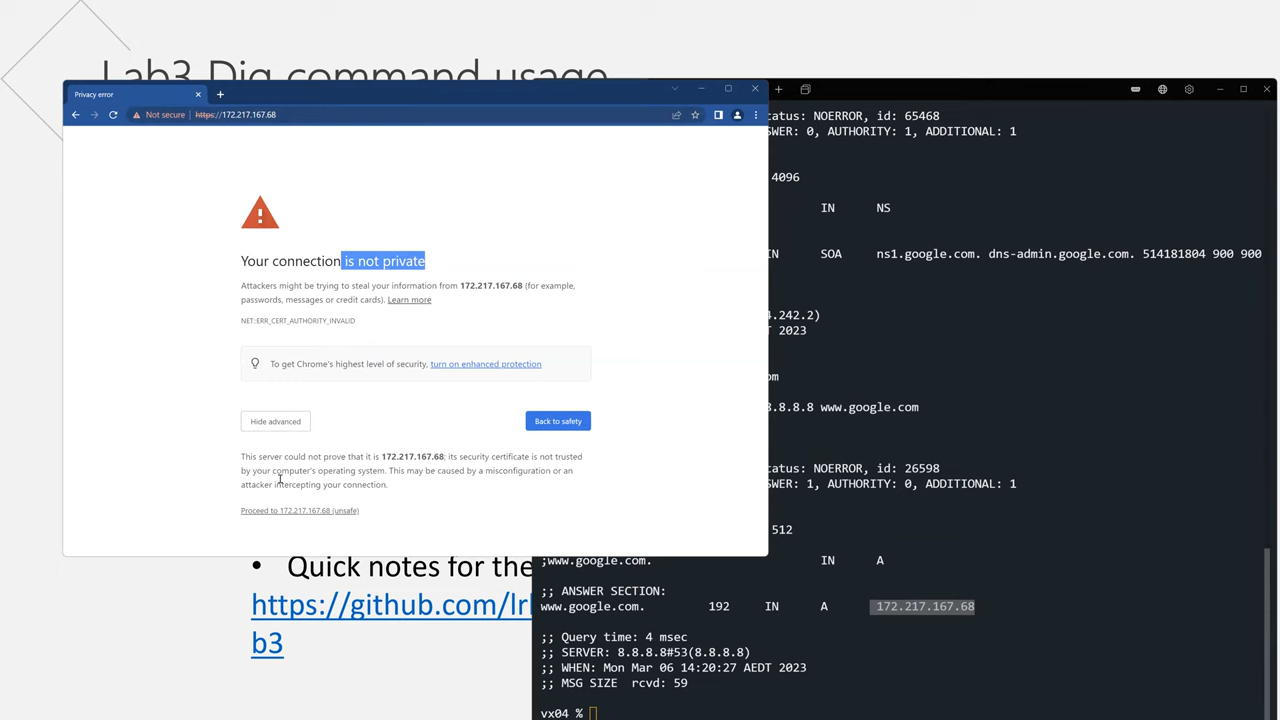 Lab3 Dig command usage
Privacy error
Not secure
https://172.217.167.68
Your connection is not private
Attackers might be trying to steal your information from 172.217.167.68 (for example,
passwords, messages or credit cards). Learn more
NET::ERR_CERT_AUTHORITY_INVALID
To get Chrome's highest level of security, turn on enhanced protection
Hide advanced
Back to safety
This server could not prove that it is 172.217.167.68; its security certificate is not trusted
by your computer's operating system. This may be caused by a misconfiguration or an
attacker intercepting your connection.
Proceed to 172.217.167.68 (unsafe)
Quick notes for the
https://github.com/lrl
b3
tatus: NOERROR, id: 65468
WER: 0, AUTHORITY: 1, ADDITIONAL: 1
4096
IN NS
IN SOA ns1.google.com. dns-admin.google.com. 514181804 900 900
.242.2)
T 2023
om
8.8.8.8 www.google.com
tatus: NOERROR, id: 26598
WER: 1, AUTHORITY: 0, ADDITIONAL: 1
512
;www.google.com. IN A
;; ANSWER SECTION:
www.google.com. 192 IN A 172.217.167.68
;; Query time: 4 msec
;; SERVER: 8.8.8.8#53(8.8.8.8)
;; WHEN: Mon Mar 06 14:20:27 AEDT 2023
;; MSG SIZE rcvd: 59
vx04 %